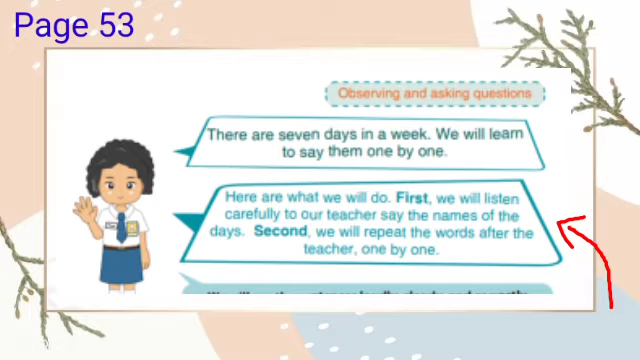 Page 53
Observing and asking questions
There are seven days in a week. We will learn
to say them one by one.
Here are what we will do. First, we will listen
carefully to our teacher say the names of the
days. Second, we will repeat the words after the
teacher, one by one.